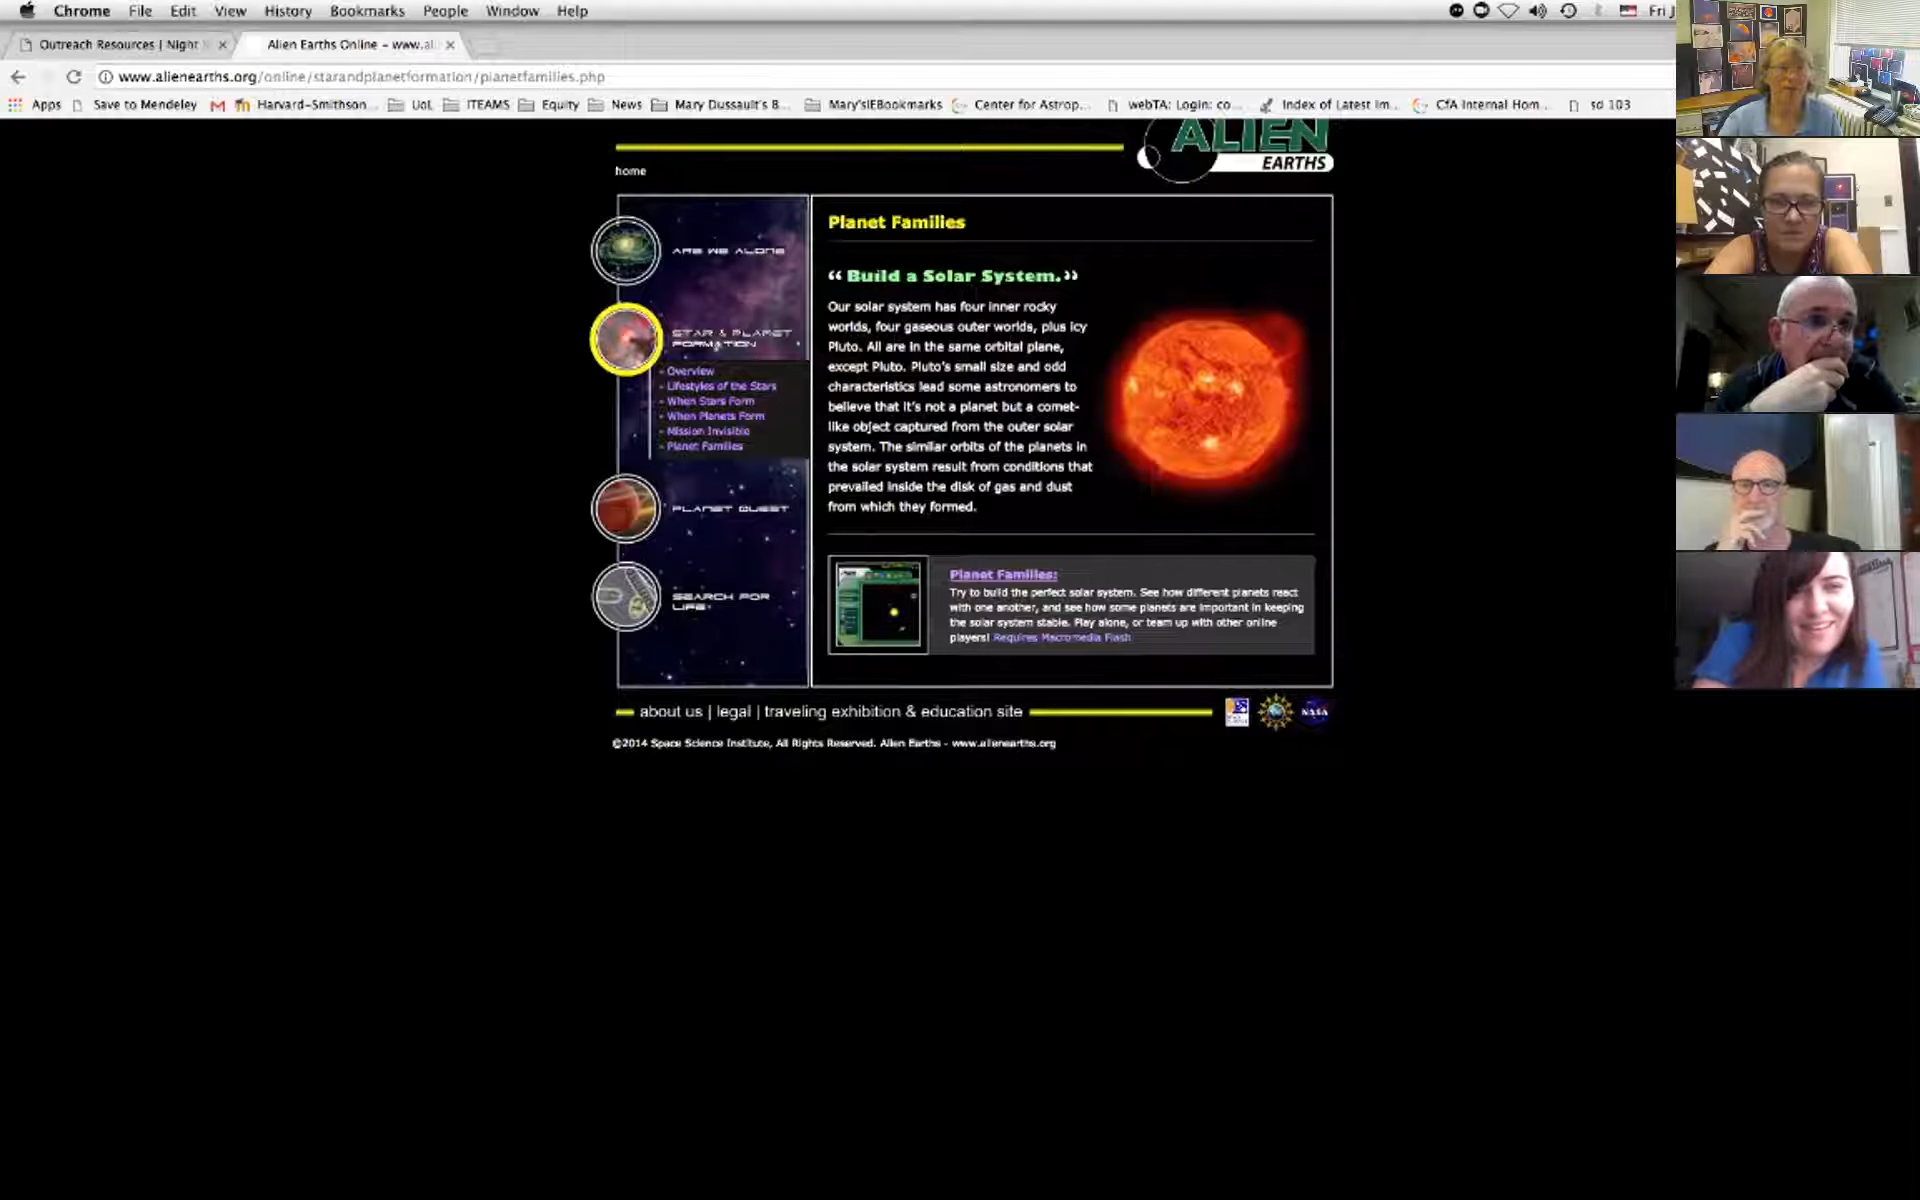 Chrome File Edit View History Bookmarks People Window Help Fri
Outreach Resources | Night Alien Earths Online - www.al
www.alienearths.org/online/starandplanetformation/planetfamilies.php
Apps Save to Mendeley Harvard-Smithson... UoL ITEAMS Equity News Mary Dussault's B... Mary'sIEBookmarks Center for Astrop... webTA: Login: co... Index of Latest Im... CfA Internal Hom... sd 103
ALIEN
EARTHS
home
ARE WE ALONE
STAR & PLANET
FORMATION
- Overview
- Lifestyles of the Stars
- When Stars Form
- When Planets Form
- Mission Invisible
- Planet Families
PLANET QUEST
SEARCH FOR
LIFE
Planet Families
“ Build a Solar System.”
Our solar system has four inner rocky
worlds, four gaseous outer worlds, plus icy
Pluto. All are in the same orbital plane,
except Pluto. Pluto's small size and odd
characteristics lead some astronomers to
believe that it's not a planet but a comet-
like object captured from the outer solar
system. The similar orbits of the planets in
the solar system result from conditions that
prevailed inside the disk of gas and dust
from which they formed.
Planet Families:
Try to build the perfect solar system. See how different planets react
with one another, and see how some planets are important in keeping
the solar system stable. Play alone, or team up with other online
players! Requires Macromedia Flash
about us | legal | traveling exhibition & education site
NASA
©2014 Space Science Institute, All Rights Reserved. Alien Earths - www.alienearths.org